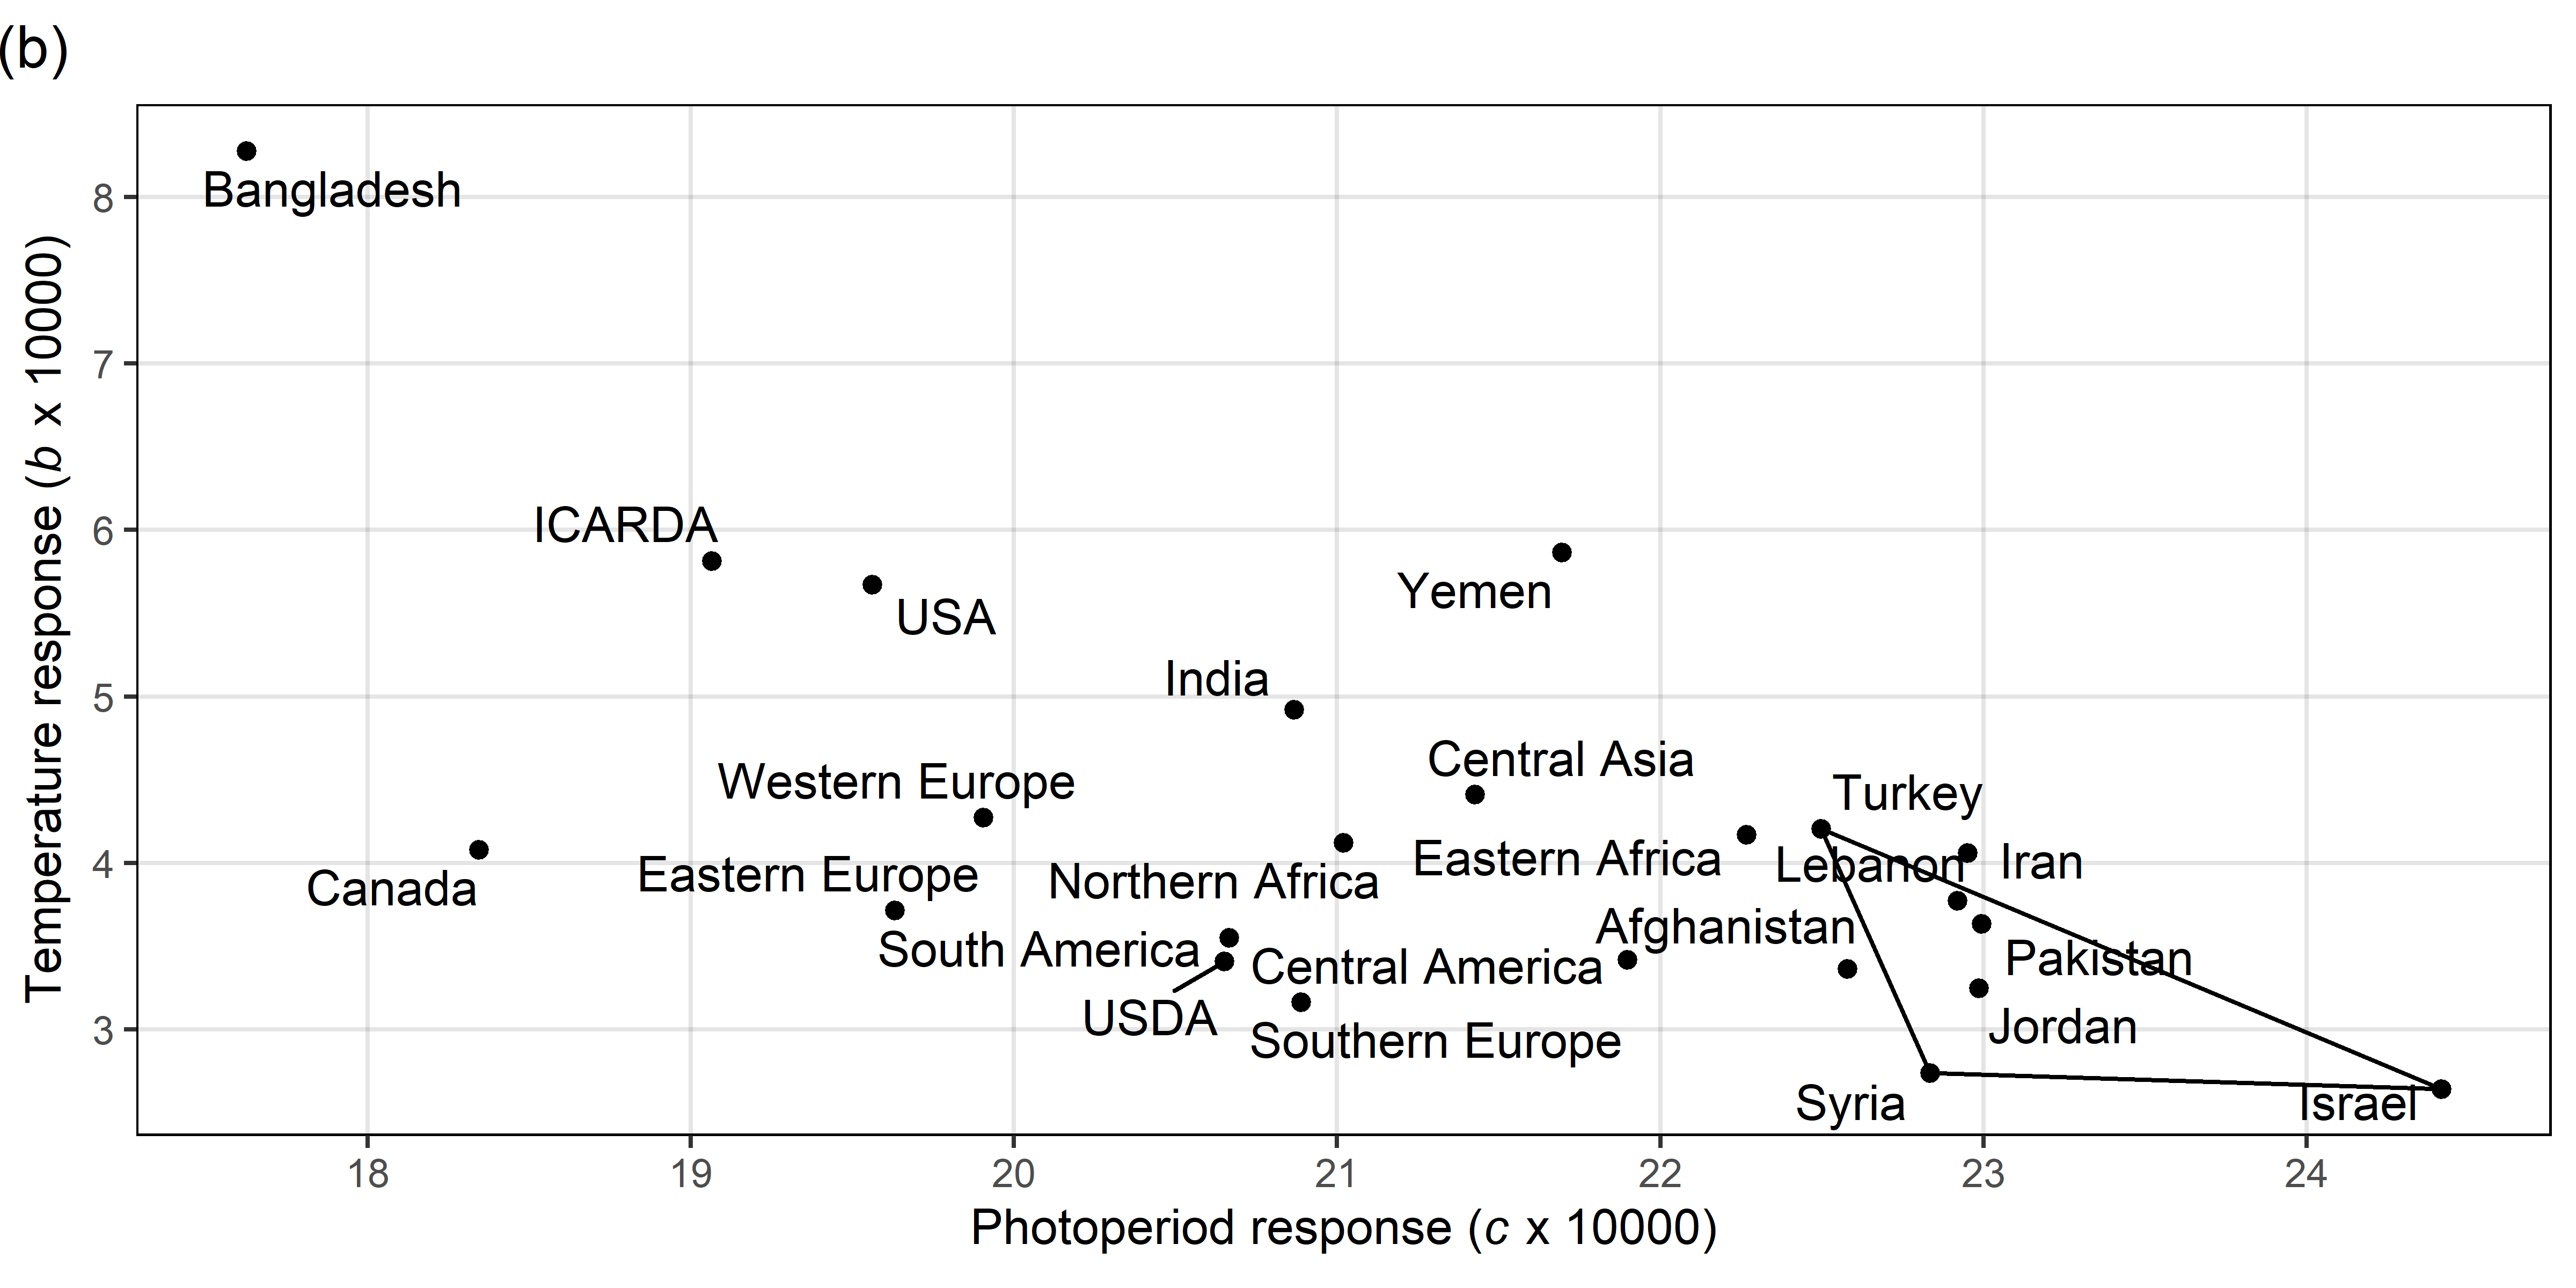 (b)
Temperature response (b x 10000)
8
7
6
5
4
3
Bangladesh
ICARDA
USA
Yemen
India
Central Asia
Western Europe
Turkey
Canada
Eastern Europe
Northern Africa
Eastern Africa
Lebanon
Iran
South America
Central America
Afghanistan
Pakistan
USDA
Southern Europe
Jordan
Syria
Israel
18
19
20
21
22
23
24
Photoperiod response (c x 10000)